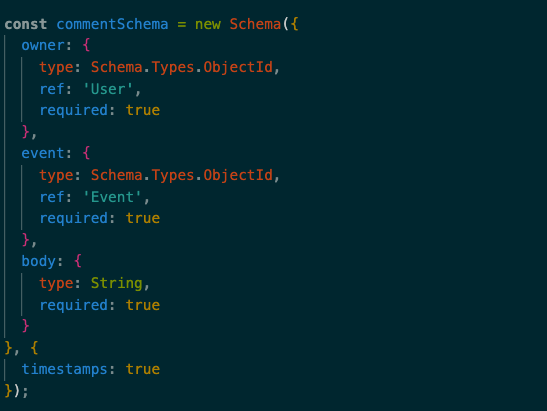 const commentSchema = new Schema({
  owner: {
    type: Schema.Types.ObjectId,
    ref: 'User',
    required: true
  },
  event: {
    type: Schema.Types.ObjectId,
    ref: 'Event',
    required: true
  },
  body: {
    type: String,
    required: true
  }
}, {
  timestamps: true
});